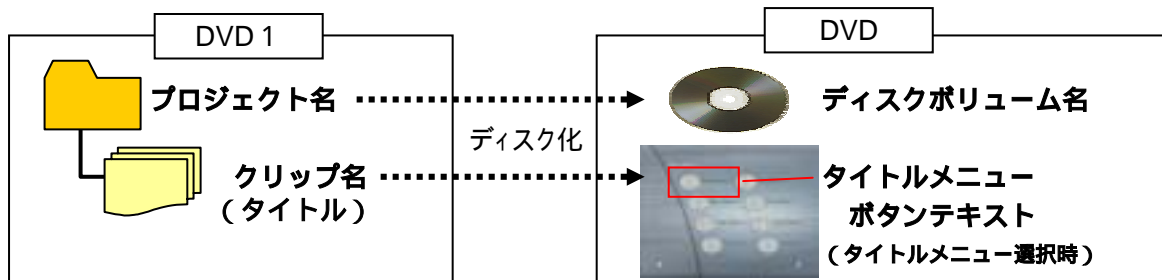 DVD 1
DVD
プロジェクト名
ディスクボリューム名
ディスク化
クリップ名
(タイトル)
タイトルメニュー
ボタンテキスト
(タイトルメニュー選択時)